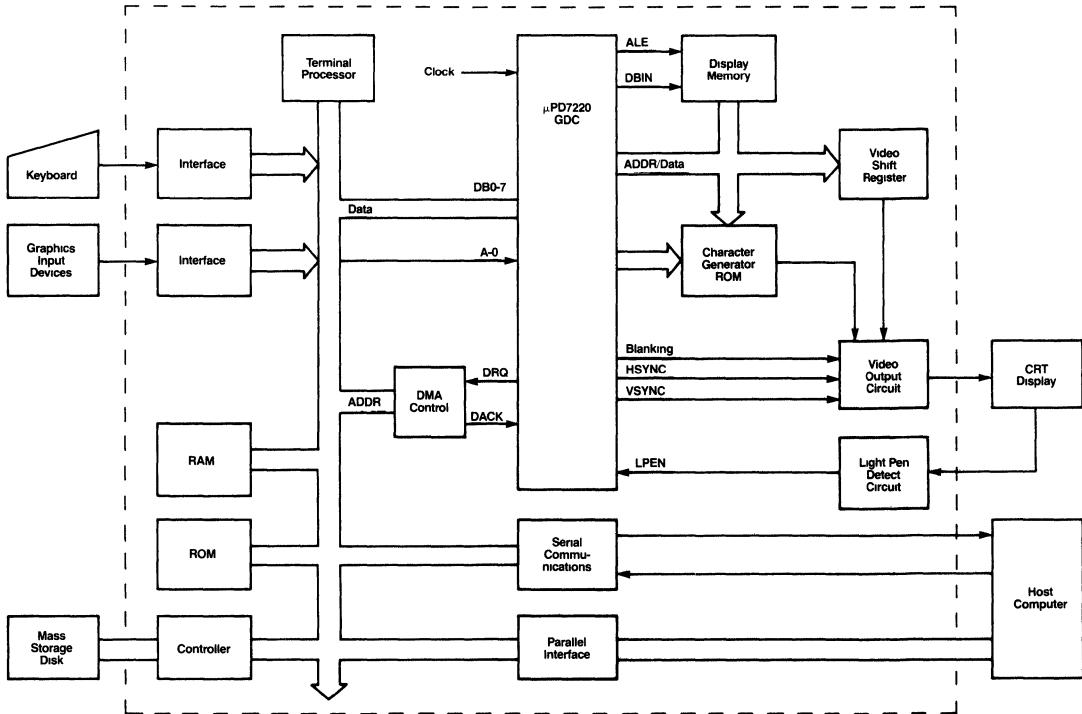 Terminal
Processor
Clock
μPD7220
GDC
ALE
DBIN
Display
Memory
Keyboard
Interface
ADDR/Data
Video
Shift
Register
DB0-7
Data
Graphics
Input
Devices
Interface
A-0
Character
Generator
ROM
Blanking
HSYNC
VSYNC
Video
Output
Circuit
CRT
Display
DRQ
ADDR
DMA
Control
DACK
RAM
LPEN
Light Pen
Detect
Circuit
ROM
Serial
Commu-
nications
Host
Computer
Mass
Storage
Disk
Controller
Parallel
Interface